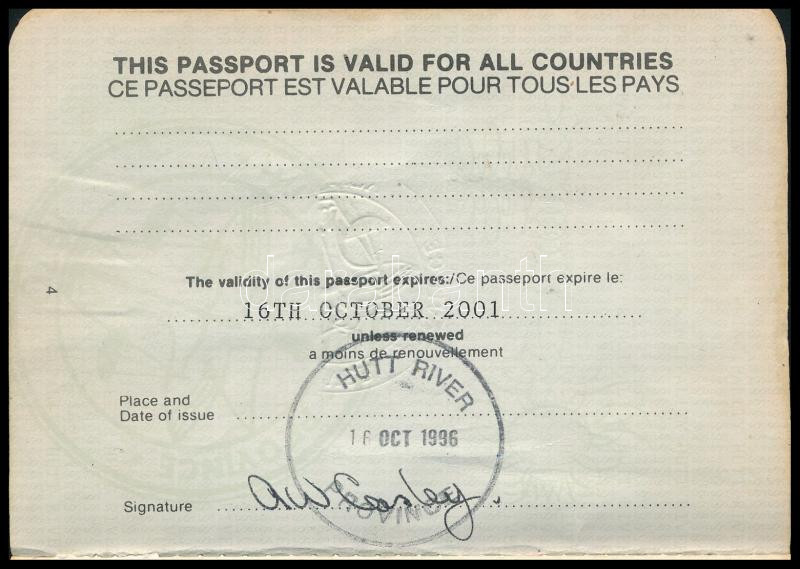 THIS PASSPORT IS VALID FOR ALL COUNTRIES
CE PASSEPORT EST VALABLE POUR TOUS LES PAYS
The validity of this passport expires:/Ce passeport expire le:
16TH OCTOBER 2001
unless renewed
a moins de renouvellement
HUTT RIVER
Place and
Date of issue
16 OCT 1996
Signature
PROVINCE
4
PROVINCE